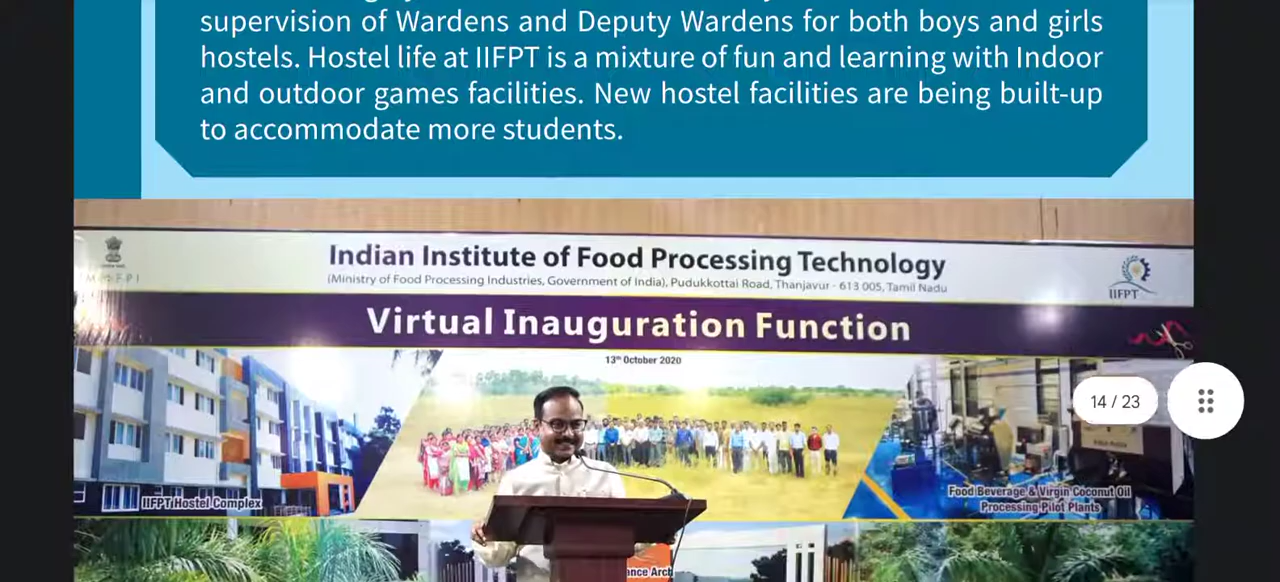 supervision of Wardens and Deputy Wardens for both boys and girls
hostels. Hostel life at IIFPT is a mixture of fun and learning with Indoor
and outdoor games facilities. New hostel facilities are being built-up
to accommodate more students.
Indian Institute of Food Processing Technology
(Ministry of Food Processing Industries, Government of India), Pudukkottai Road, Thanjavur - 613 005, Tamil Nadu
IIFPT
Virtual Inauguration Function
13th October 2020
14 / 23
IIFPT Hostel Complex
Food Beverage & Virgin Coconut Oil
Processing Pilot Plants
ance Arch